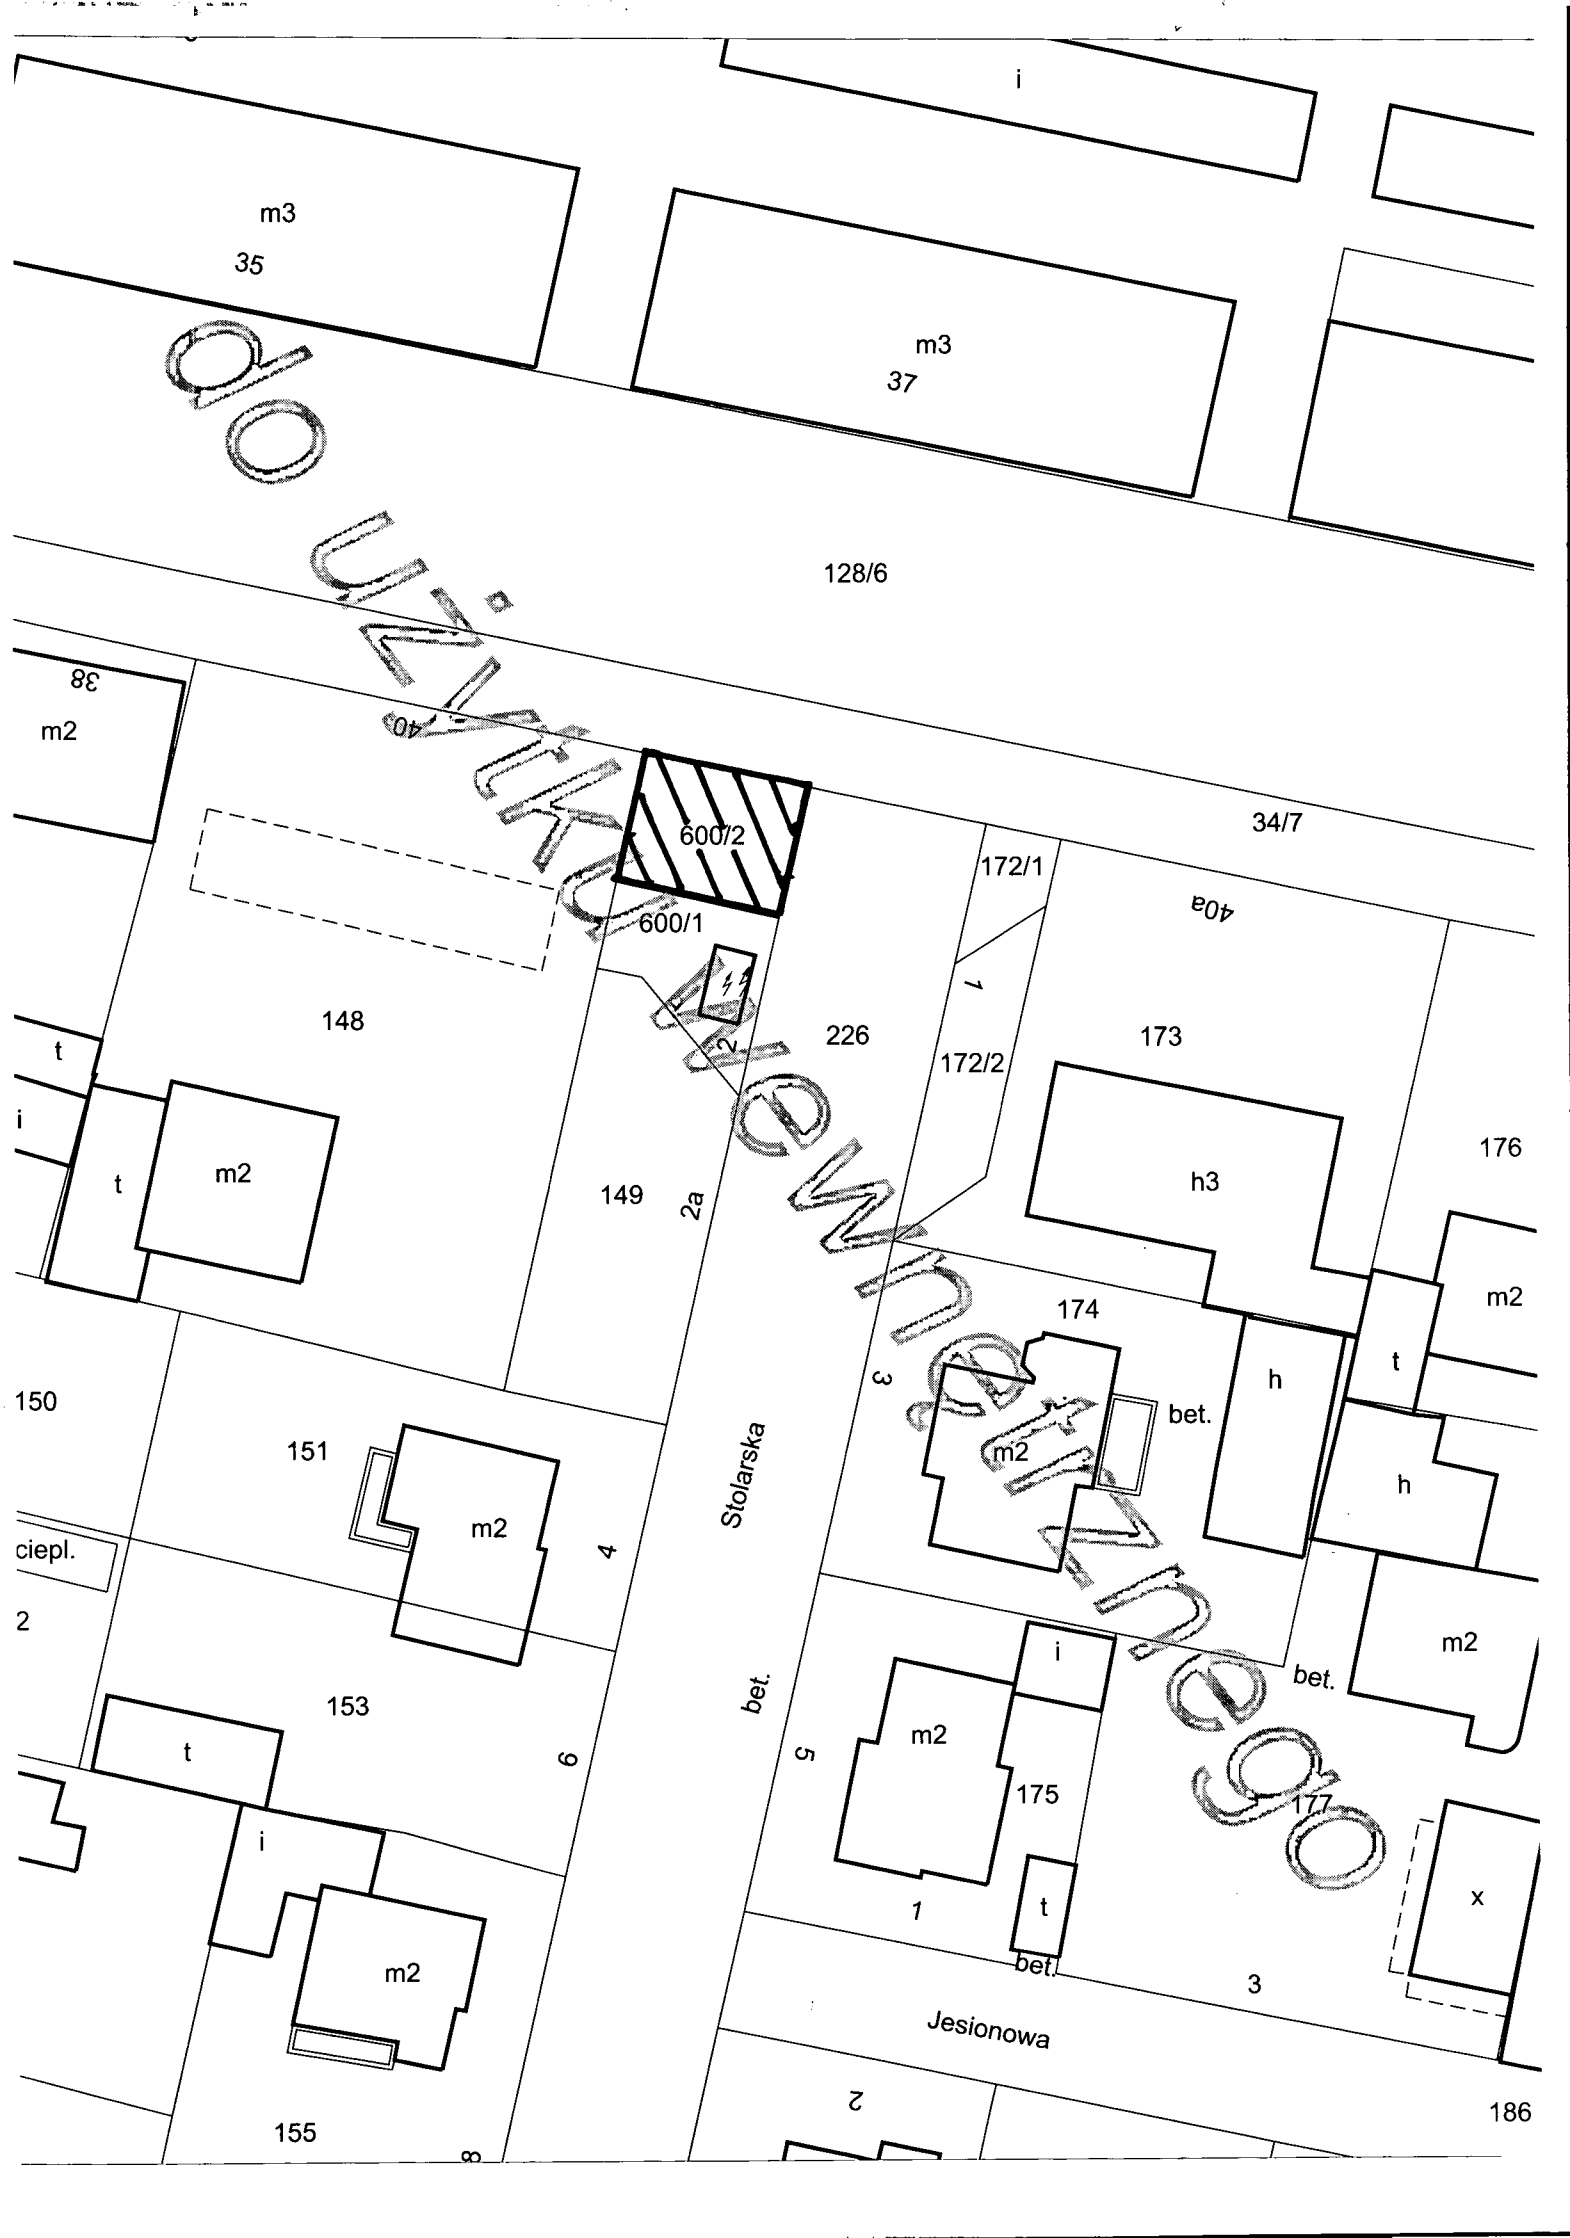 i
m3
35
m3
37
128/6
38
m2
40
34/7
600/2
172/1
40a
600/1
148
2
226
1
172/2
173
t
i
t
m2
149
2a
176
h3
m2
174
3
h
t
150
151
bet.
m2
h
m2
4
Stolarska
ciepl.
2
i
m2
bet.
153
bet.
m2
t
6
5
175
177
i
x
1
t
m2
bet.
3
Jesionowa
2
186
155
8
do użytku wewnętrznego